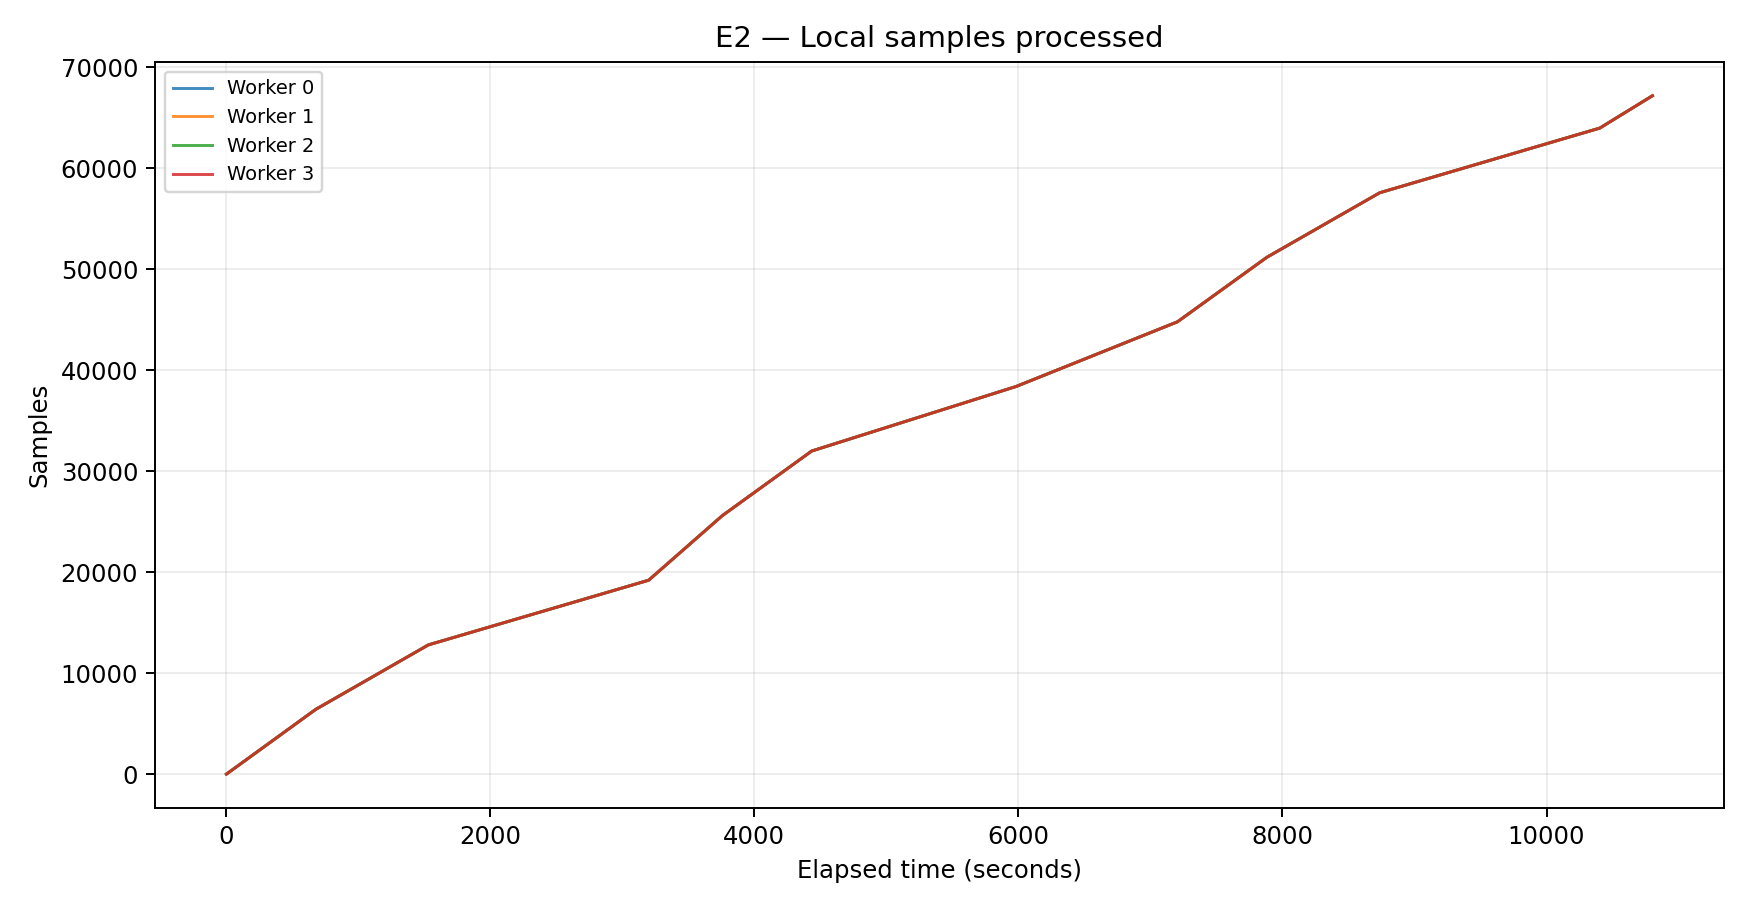 E2 — Local samples processed
70000
60000
50000
40000
30000
20000
10000
0
Worker 0
Worker 1
Worker 2
Worker 3
Samples
0 2000 4000 6000 8000 10000
Elapsed time (seconds)